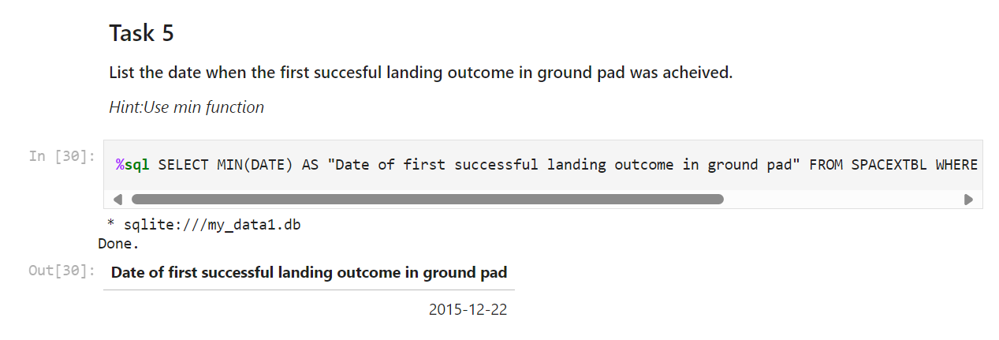 Task 5
List the date when the first succesful landing outcome in ground pad was acheived.
Hint:Use min function
In [30]: %sql SELECT MIN(DATE) AS "Date of first successful landing outcome in ground pad" FROM SPACEXTBL WHERE
* sqlite:///my_data1.db
Done.
Out[30]: Date of first successful landing outcome in ground pad
2015-12-22